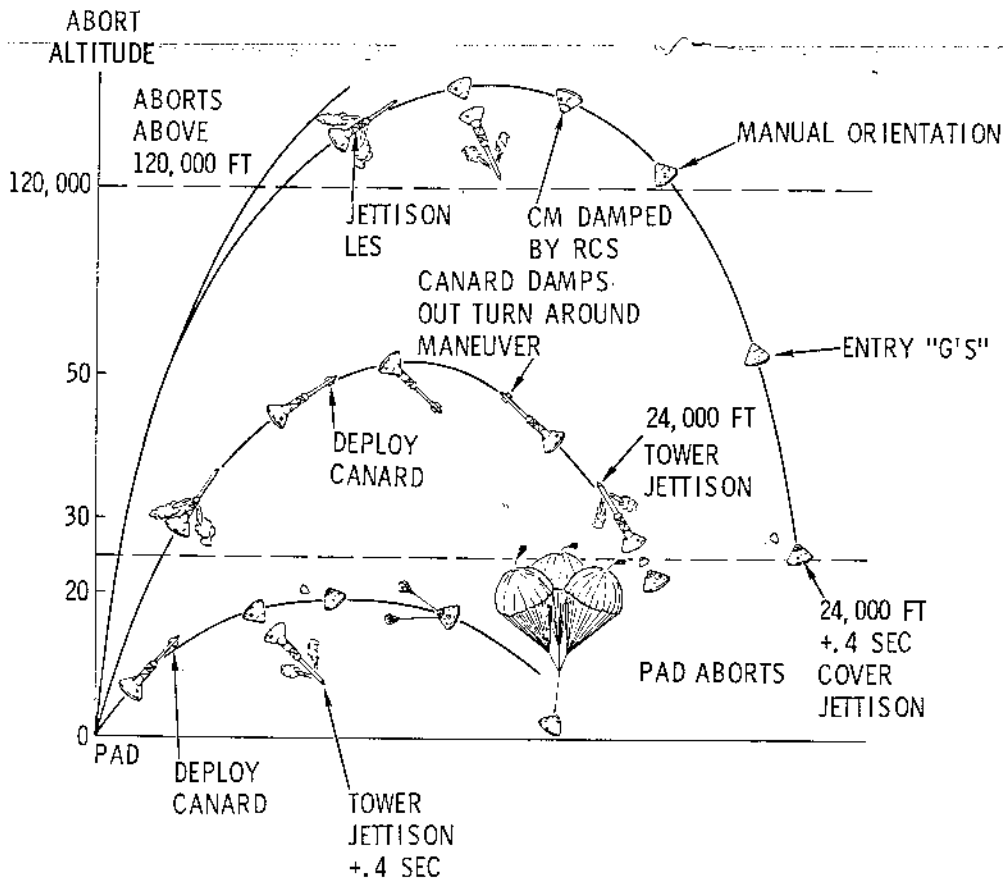 ABORT
ALTITUDE
ABORTS
ABOVE
120,000 FT
120,000
JETTISON
LES
CM DAMPED
BY RCS
MANUAL ORIENTATION
CANARD DAMPS
OUT TURN AROUND
MANEUVER
ENTRY "G'S"
50
DEPLOY
CANARD
24,000 FT
TOWER
JETTISON
30
20
24,000 FT
+.4 SEC
COVER
JETTISON
PAD ABORTS
0
PAD
DEPLOY
CANARD
TOWER
JETTISON
+.4 SEC